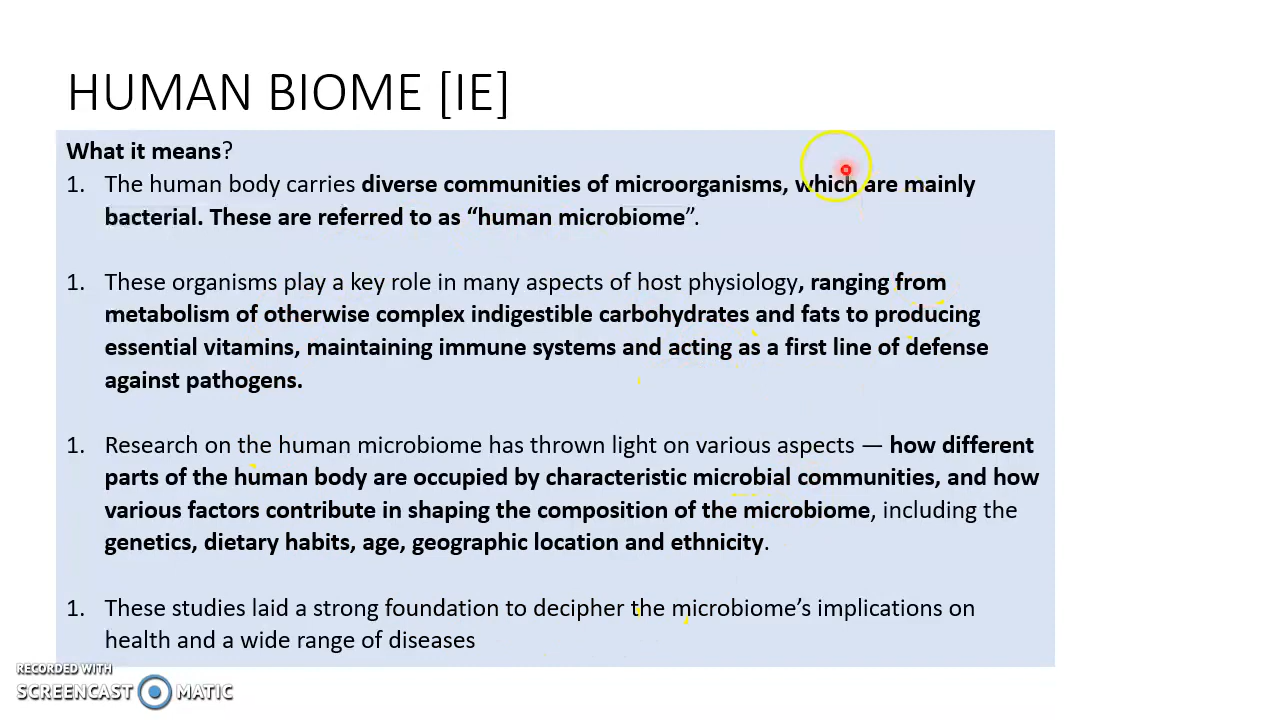 HUMAN BIOME [IE]
What it means?
1. The human body carries diverse communities of microorganisms, which are mainly
bacterial. These are referred to as “human microbiome”.
1. These organisms play a key role in many aspects of host physiology, ranging from
metabolism of otherwise complex indigestible carbohydrates and fats to producing
essential vitamins, maintaining immune systems and acting as a first line of defense
against pathogens.
1. Research on the human microbiome has thrown light on various aspects — how different
parts of the human body are occupied by characteristic microbial communities, and how
various factors contribute in shaping the composition of the microbiome, including the
genetics, dietary habits, age, geographic location and ethnicity.
1. These studies laid a strong foundation to decipher the microbiome’s implications on
health and a wide range of diseases
RECORDED WITH
SCREENCAST MATIC